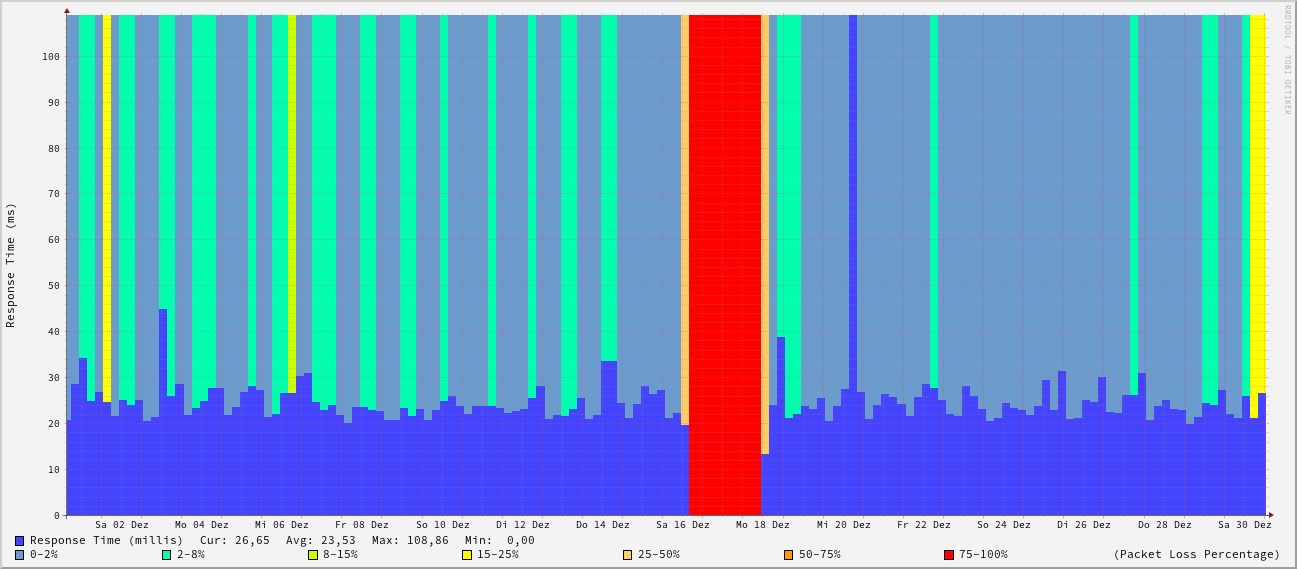 RRDTOOL / TOBI OETIKER
Response Time (ms)
100
90
80
70
60
50
40
30
20
10
0
Sa 02 Dez Mo 04 Dez Mi 06 Dez Fr 08 Dez So 10 Dez Di 12 Dez Do 14 Dez Sa 16 Dez Mo 18 Dez Mi 20 Dez Fr 22 Dez So 24 Dez Di 26 Dez Do 28 Dez Sa 30 Dez
Response Time (millis) Cur: 26,65 Avg: 23,53 Max: 108,86 Min: 0,00
0-2% 2-8% 8-15% 15-25% 25-50% 50-75% 75-100% (Packet Loss Percentage)